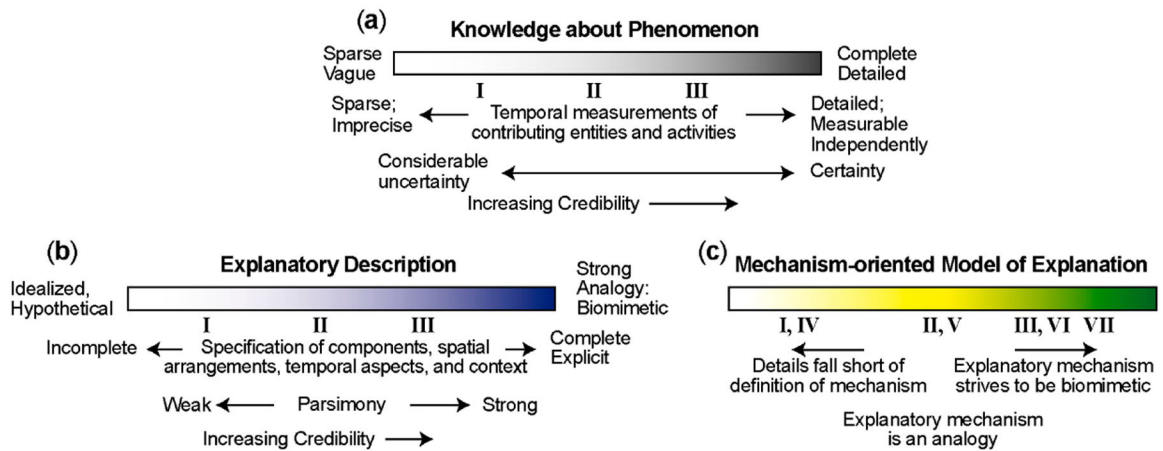 (a)
Knowledge about Phenomenon
Sparse
Vague
Complete
Detailed
I II III
Sparse;
Imprecise
Temporal measurements of
contributing entities and activities
Detailed;
Measurable
Independently
Considerable
uncertainty
Certainty
Increasing Credibility
(b)
Explanatory Description
Idealized,
Hypothetical
Strong
Analogy:
Biomimetic
I II III
Incomplete
Specification of components, spatial
arrangements, temporal aspects, and context
Complete
Explicit
Weak Parsimony Strong
Increasing Credibility
(c)
Mechanism-oriented Model of Explanation
I, IV II, V III, VI VII
Details fall short of
definition of mechanism
Explanatory mechanism
strives to be biomimetic
Explanatory mechanism
is an analogy